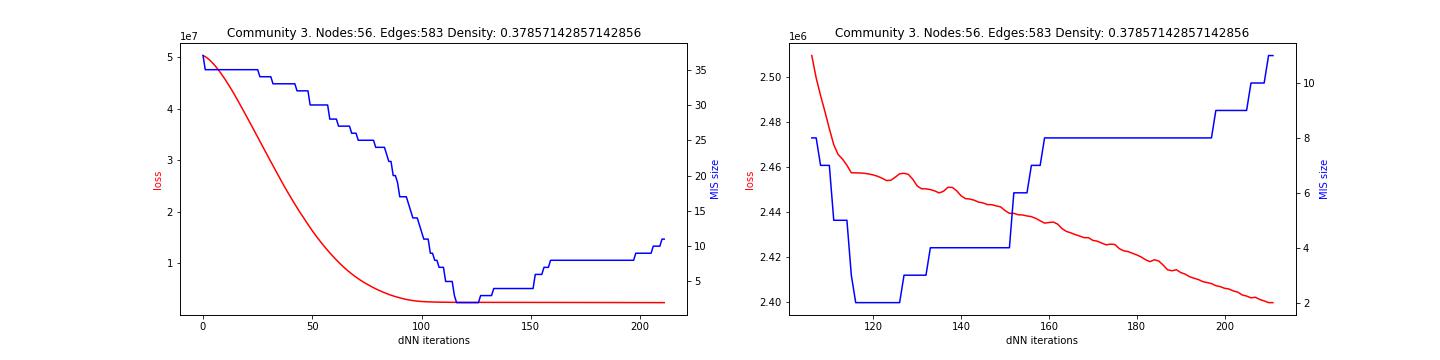 Community 3. Nodes:56. Edges:583 Density: 0.37857142857142856
1e7
5
4
3
2
1
loss
35
30
25
20
15
10
5
MIS size
0 50 100 150 200
dNN iterations
Community 3. Nodes:56. Edges:583 Density: 0.37857142857142856
1e6
2.50
2.48
2.46
2.44
2.42
2.40
loss
10
8
6
4
2
MIS size
120 140 160 180 200
dNN iterations